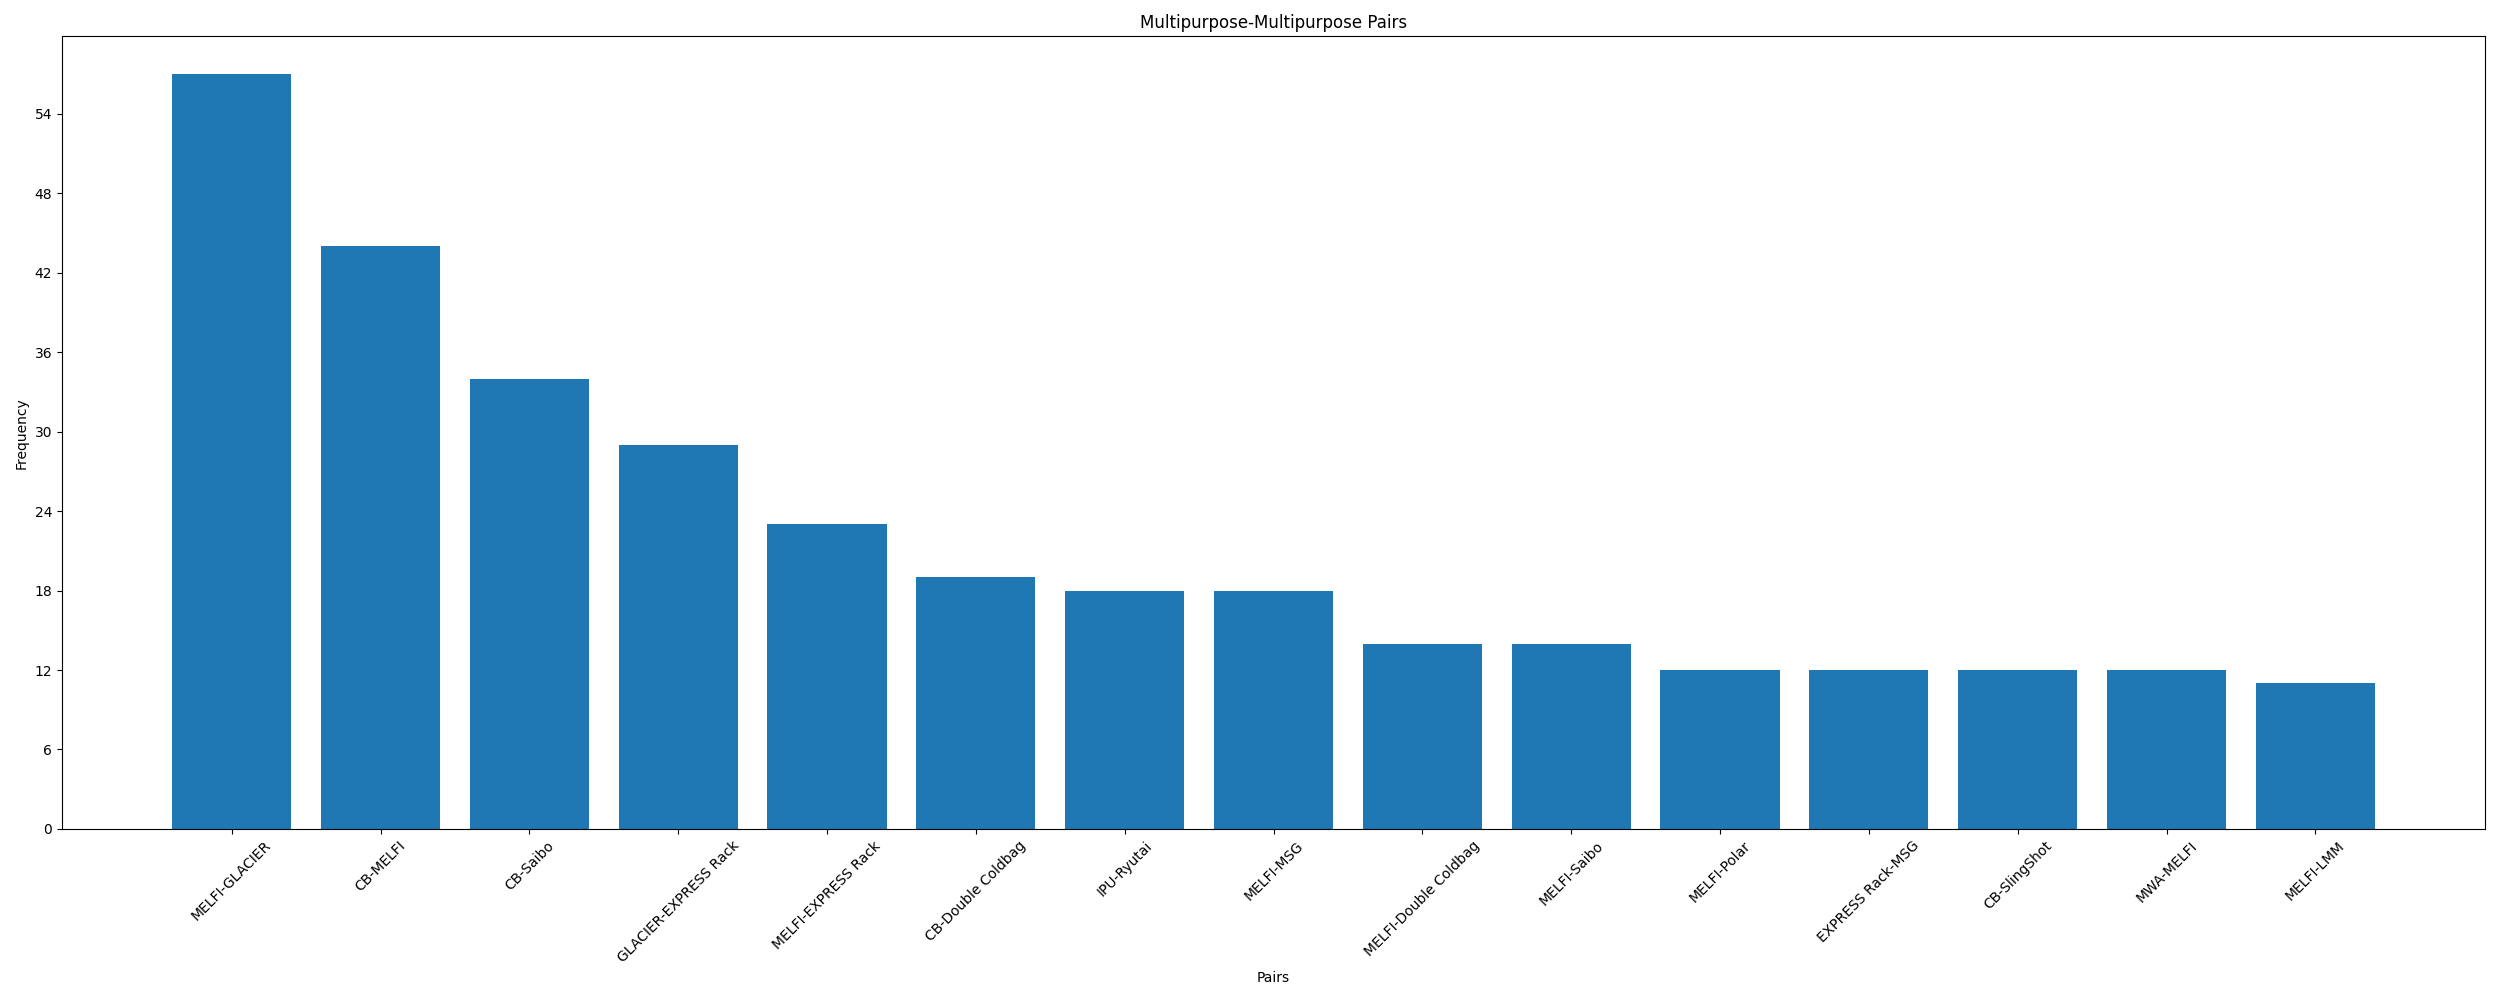 Multipurpose-Multipurpose Pairs
Frequency
54
48
42
36
30
24
18
12
6
0
MELFI-GLACIER
CB-MELFI
CB-Saibo
GLACIER-EXPRESS Rack
MELFI-EXPRESS Rack
CB-Double Coldbag
IPU-Ryutai
MELFI-MSG
MELFI-Double Coldbag
MELFI-Saibo
MELFI-Polar
EXPRESS Rack-MSG
CB-SlingShot
MWA-MELFI
MELFI-LMM
Pairs